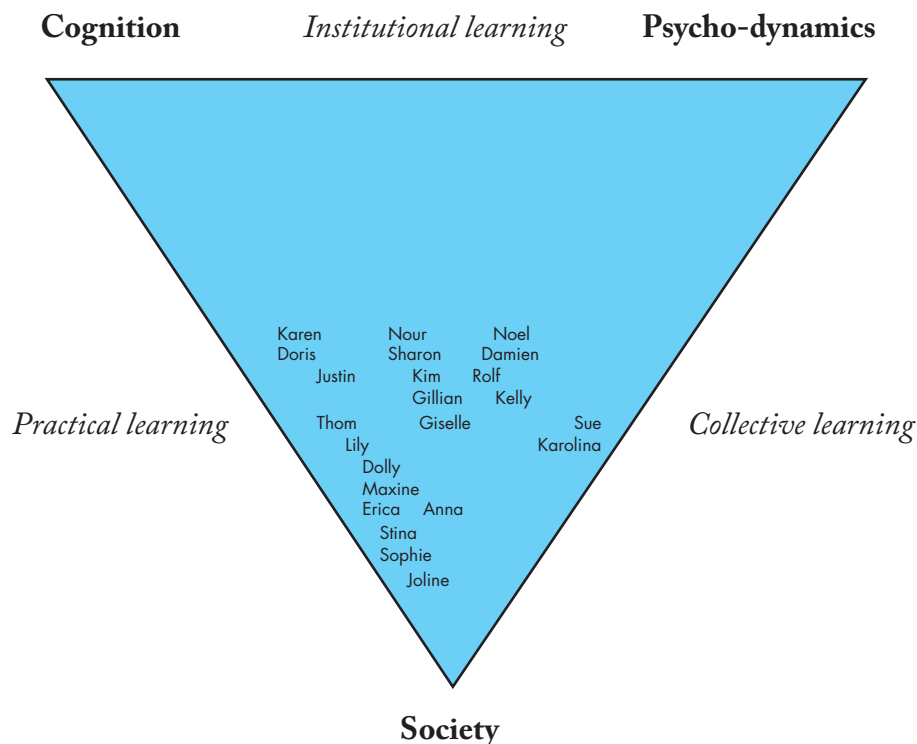 Cognition Institutional learning Psycho-dynamics
Karen Nour Noel
Doris Sharon Damien
Justin Kim Rolf
Gillian Kelly
Practical learning Thom Giselle Sue Collective learning
Lily Karolina
Dolly
Maxine
Erica Anna
Stina
Sophie
Joline
Society